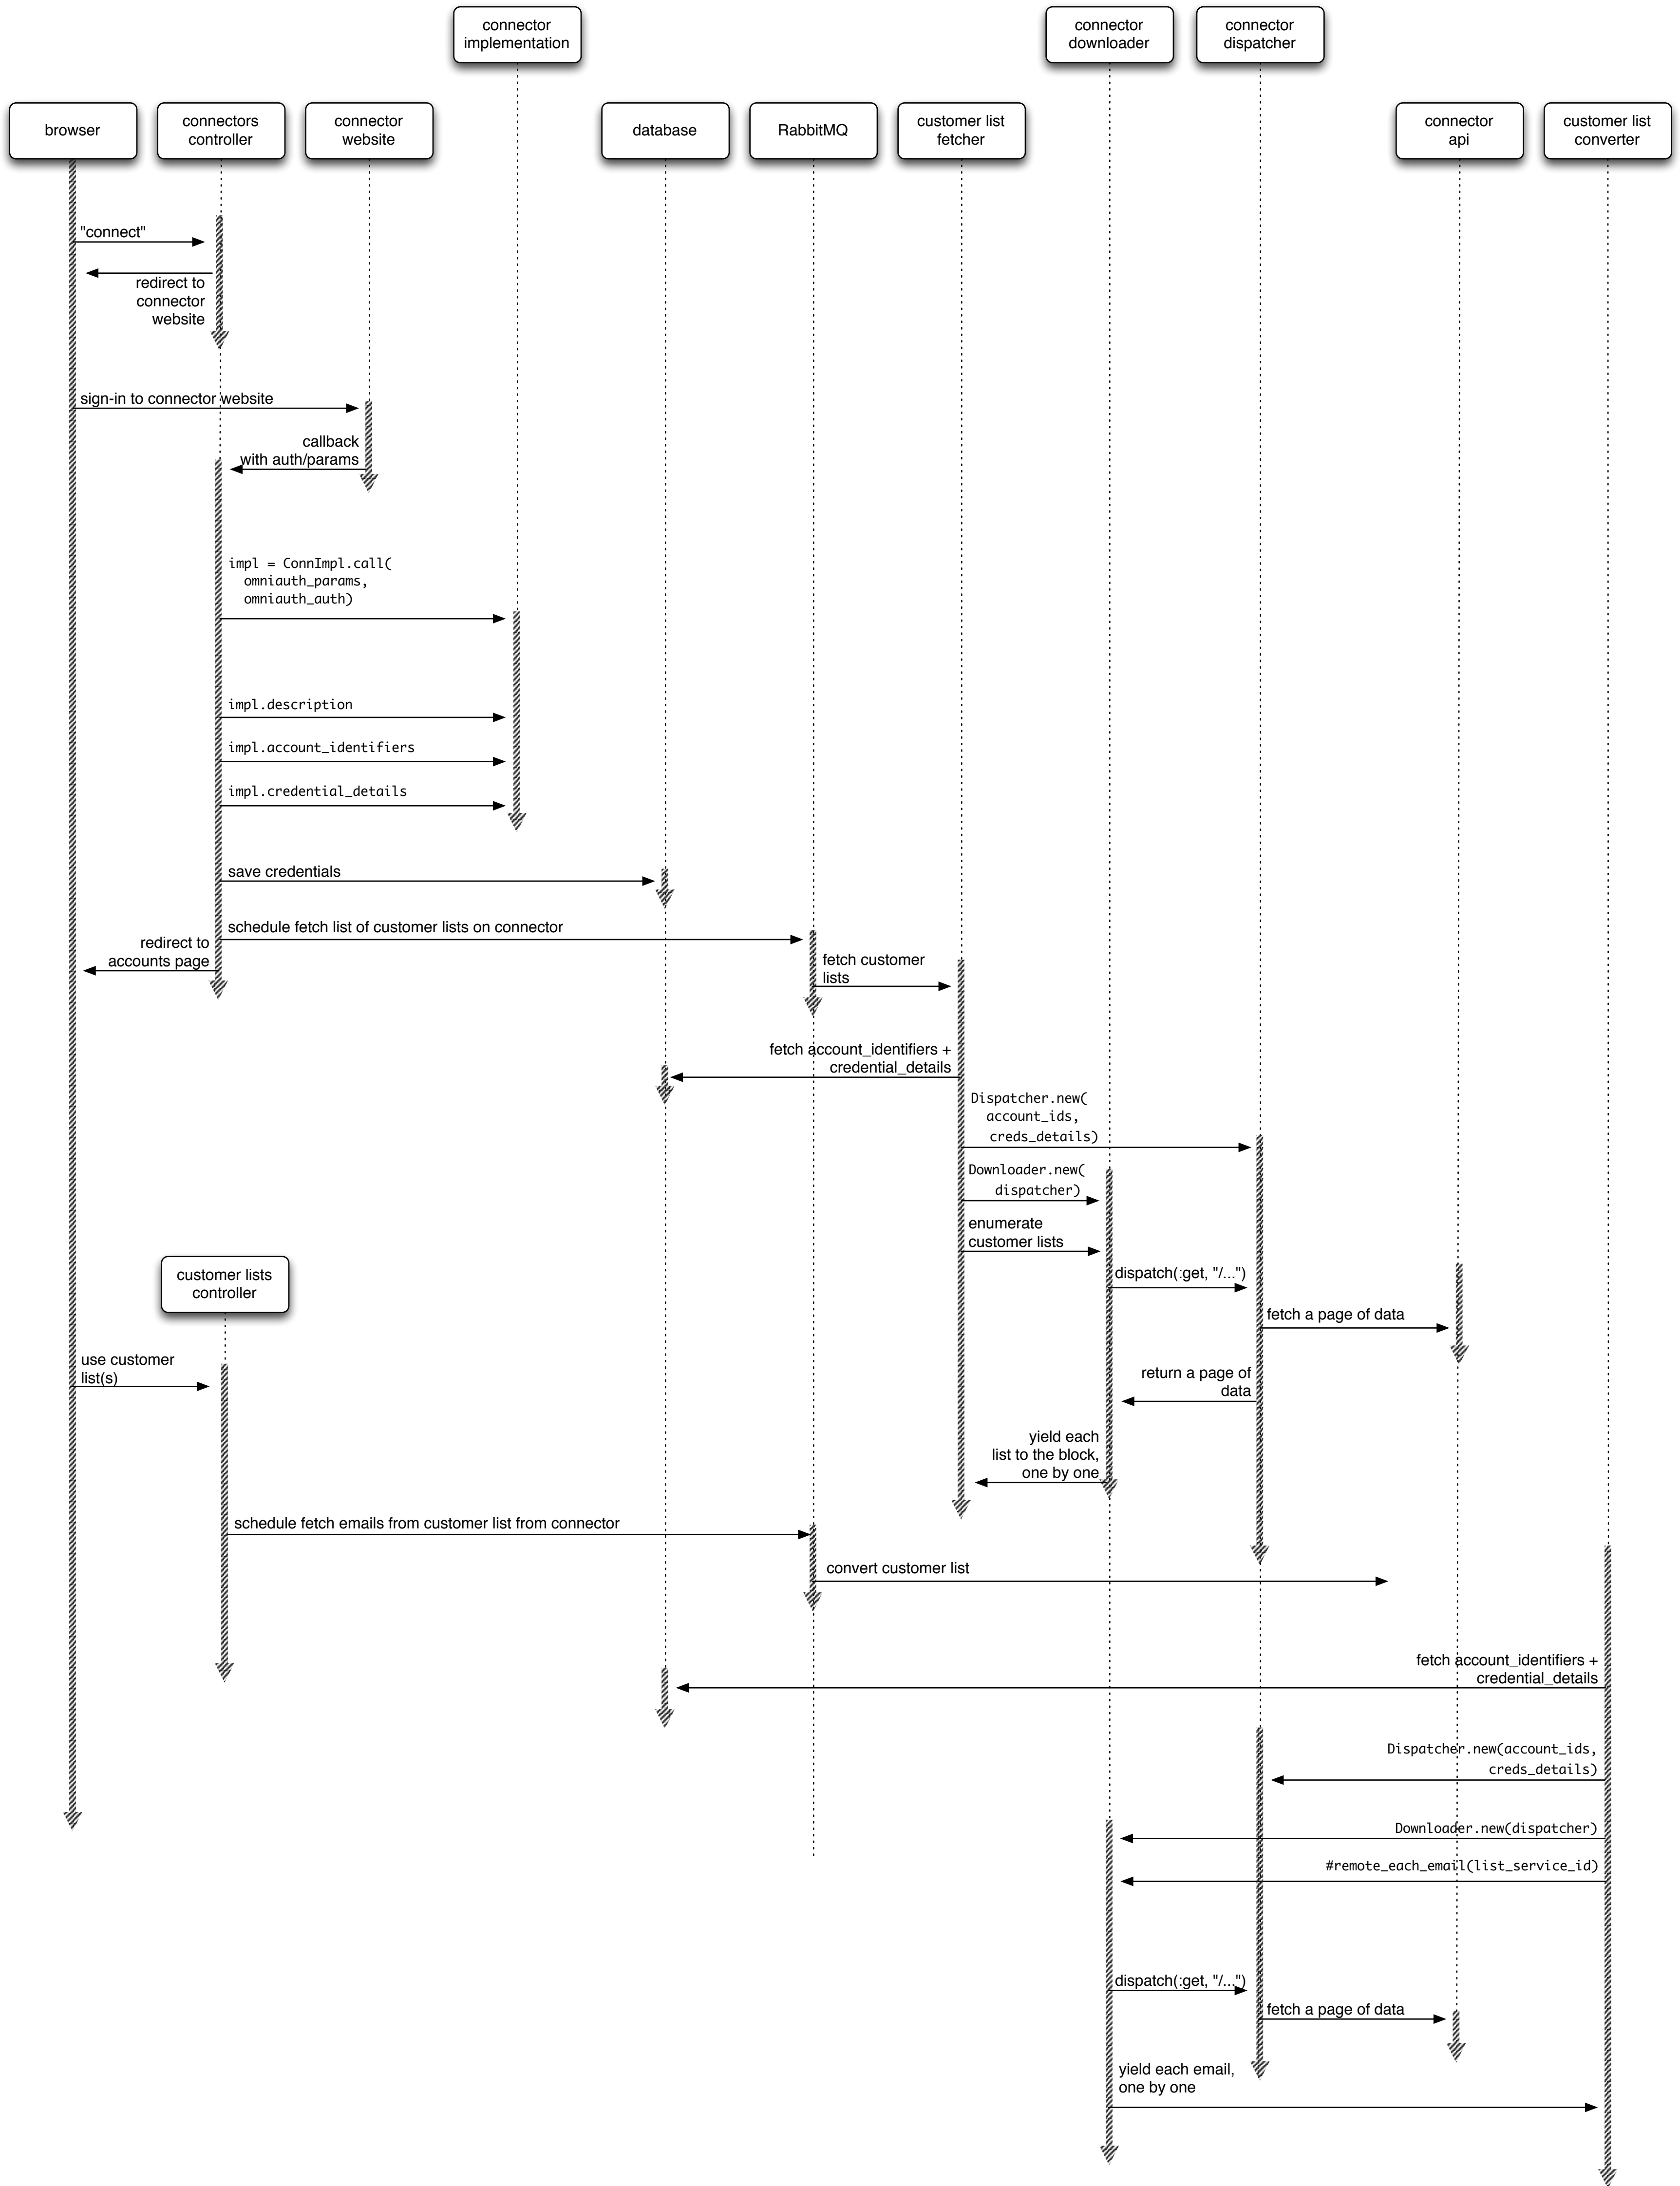 connector
implementation
connector
downloader
connector
dispatcher
browser
connectors
controller
connector
website
database
RabbitMQ
customer list
fetcher
connector
api
customer list
converter
"connect"
redirect to
connector
website
sign-in to connector website
callback
with auth/params
impl = ConnImpl.call(
omniauth_params,
omniauth_auth)
impl.description
impl.account_identifiers
impl.credential_details
save credentials
schedule fetch list of customer lists on connector
redirect to
accounts page
fetch customer
lists
fetch account_identifiers +
credential_details
Dispatcher.new(
account_ids,
creds_details)
Downloader.new(
dispatcher)
enumerate
customer lists
customer lists
controller
dispatch(:get, "/...")
fetch a page of data
use customer
list(s)
return a page of
data
yield each
list to the block,
one by one
schedule fetch emails from customer list from connector
convert customer list
fetch account_identifiers +
credential_details
Dispatcher.new(account_ids,
creds_details)
Downloader.new(dispatcher)
#remote_each_email(list_service_id)
dispatch(:get, "/...")
fetch a page of data
yield each email,
one by one